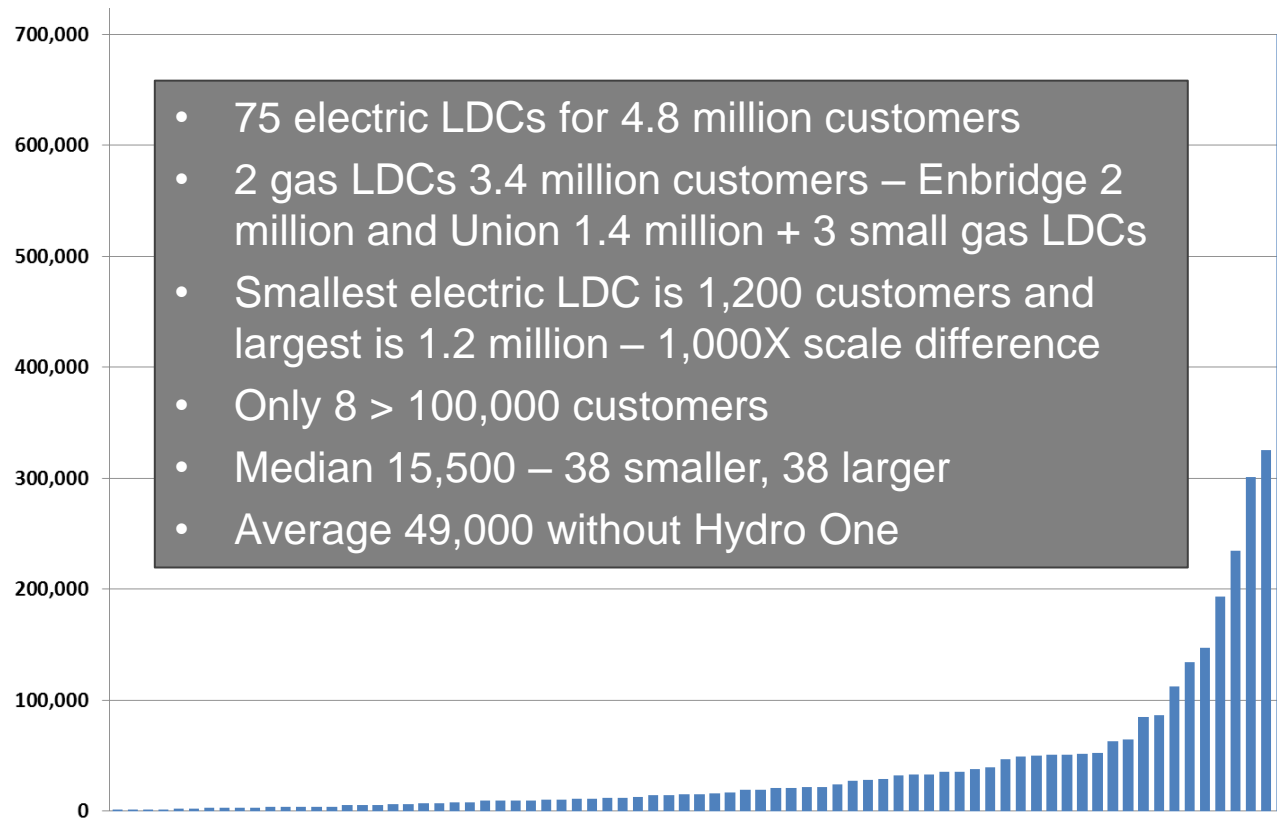 700,000
600,000
500,000
400,000
300,000
200,000
100,000
0
• 75 electric LDCs for 4.8 million customers
• 2 gas LDCs 3.4 million customers – Enbridge 2
million and Union 1.4 million + 3 small gas LDCs
• Smallest electric LDC is 1,200 customers and
largest is 1.2 million – 1,000X scale difference
• Only 8 > 100,000 customers
• Median 15,500 – 38 smaller, 38 larger
• Average 49,000 without Hydro One